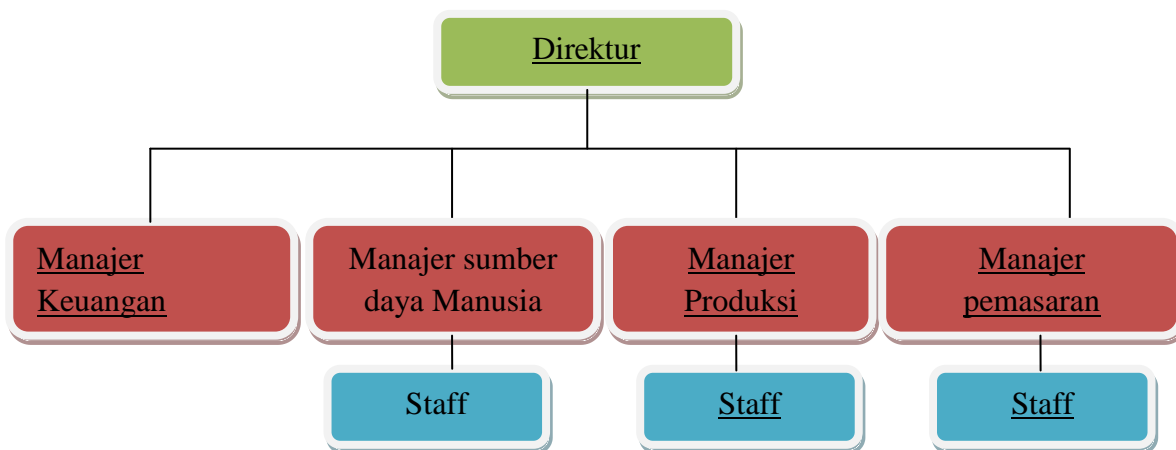 Direktur
Manajer
Keuangan
Manajer sumber
daya Manusia
Manajer
Produksi
Manajer
pemasaran
Staff
Staff
Staff